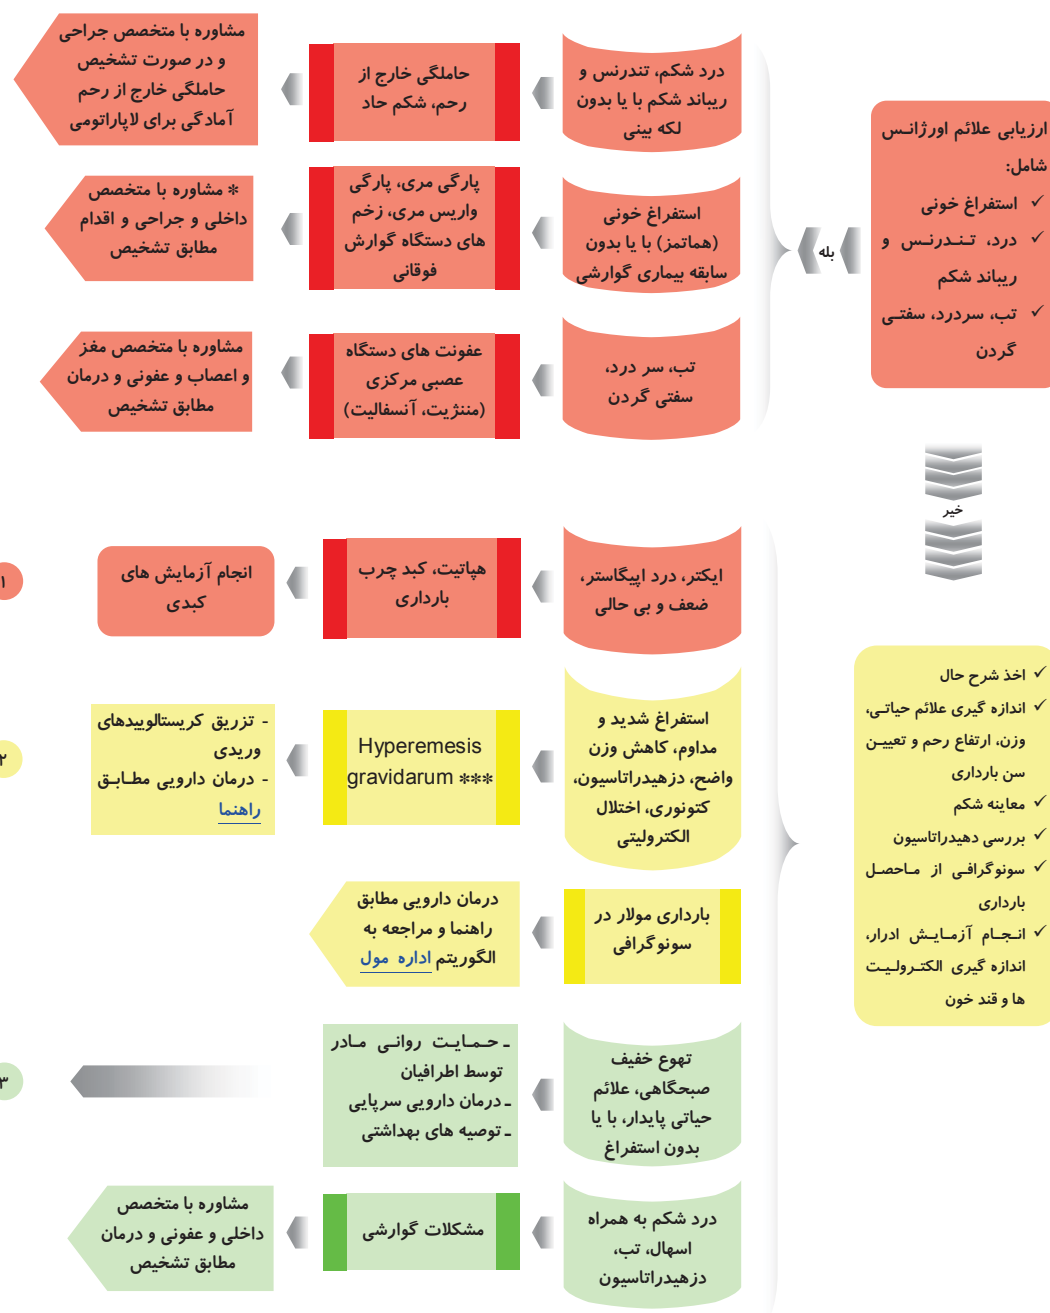 ارزیابی علائم اورژانس
شامل:
✓ استفراغ خونی
✓ درد، تندرنس و
ریباند شکم
✓ تب، سردرد، سفتی
گردن
بله
درد شکم، تندرنس و
ریباند شکم با یا بدون
لکه بینی
حاملگی خارج از
رحم، شکم حاد
مشاوره با متخصص جراحی
و در صورت تشخیص
حاملگی خارج از رحم
آمادگی برای لاپاراتومی
استفراغ خونی
(هماتمز) با یا بدون
سابقه بیماری گوارشی
پارگی مری، پارگی
واریس مری، زخم
های دستگاه گوارش
فوقانی
* مشاوره با متخصص
داخلی و جراحی و اقدام
مطابق تشخیص
تب، سر درد،
سفتی گردن
عفونت های دستگاه
عصبی مرکزی
(مننژیت، آنسفالیت)
مشاوره با متخصص مغز
و اعصاب و عفونی و درمان
مطابق تشخیص
خیر
✓ اخذ شرح حال
✓ اندازه گیری علائم حیاتی،
وزن، ارتفاع رحم و تعیین
سن بارداری
✓ معاینه شکم
✓ بررسی دهیدراتاسیون
✓ سونوگرافی از ماحصل
بارداری
✓ انجام آزمایش ادرار،
اندازه گیری الکترولیت
ها و قند خون
ایکتر، درد اپیگاستر،
ضعف و بی حالی
هپاتیت، کبد چرب
بارداری
انجام آزمایش های
کبدی
۱
استفراغ شدید و
مداوم، کاهش وزن
واضح، دزهیدراتاسیون،
کتونوری، اختلال
الکترولیتی
Hyperemesis
gravidarum ***
- تزریق کریستالوییدهای
وریدی
- درمان دارویی مطابق
راهنما
۲
بارداری مولار در
سونوگرافی
درمان دارویی مطابق
راهنما و مراجعه به
الگوریتم اداره مول
تهوع خفیف
صبحگاهی، علائم
حیاتی پایدار، با یا
بدون استفراغ
ـ حمایت روانی مادر
توسط اطرافیان
ـ درمان دارویی سرپایی
ـ توصیه های بهداشتی
۳
درد شکم به همراه
اسهال، تب،
دزهیدراتاسیون
مشکلات گوارشی
مشاوره با متخصص
داخلی و عفونی و درمان
مطابق تشخیص